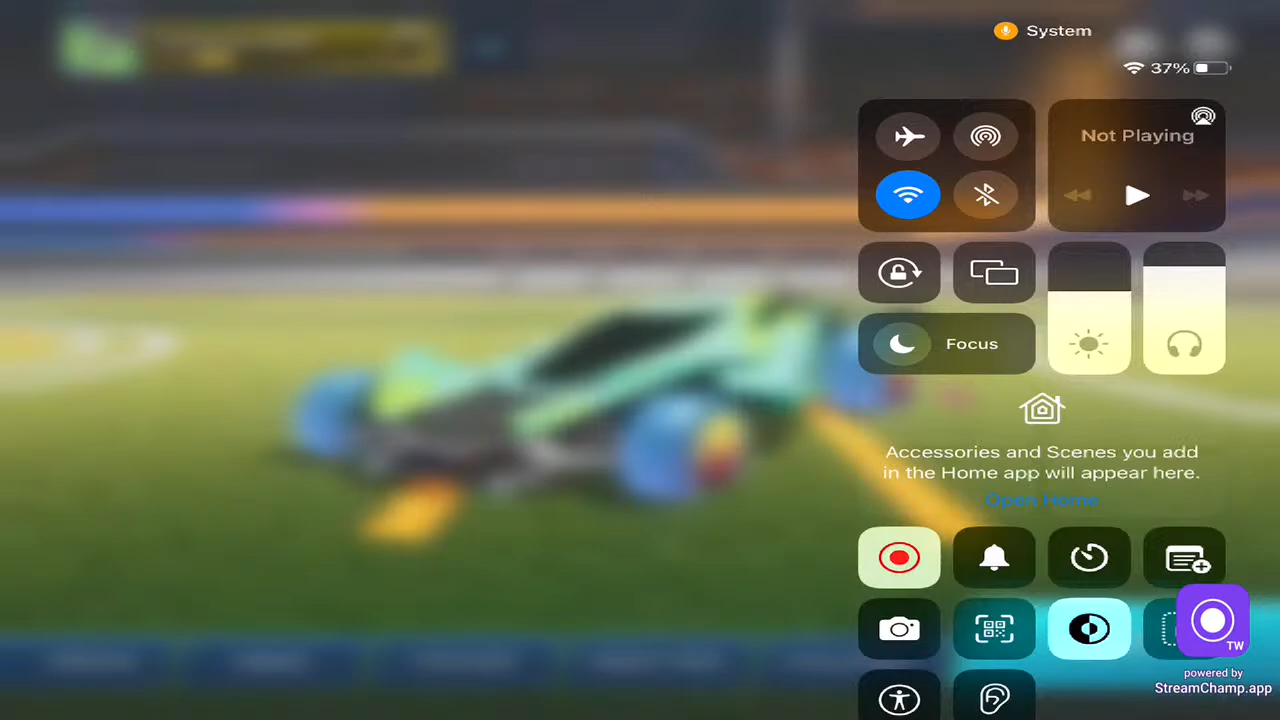 System
37%
Not Playing
Focus
Accessories and Scenes you add
in the Home app will appear here.
Open Home
TW
powered by
StreamChamp.app